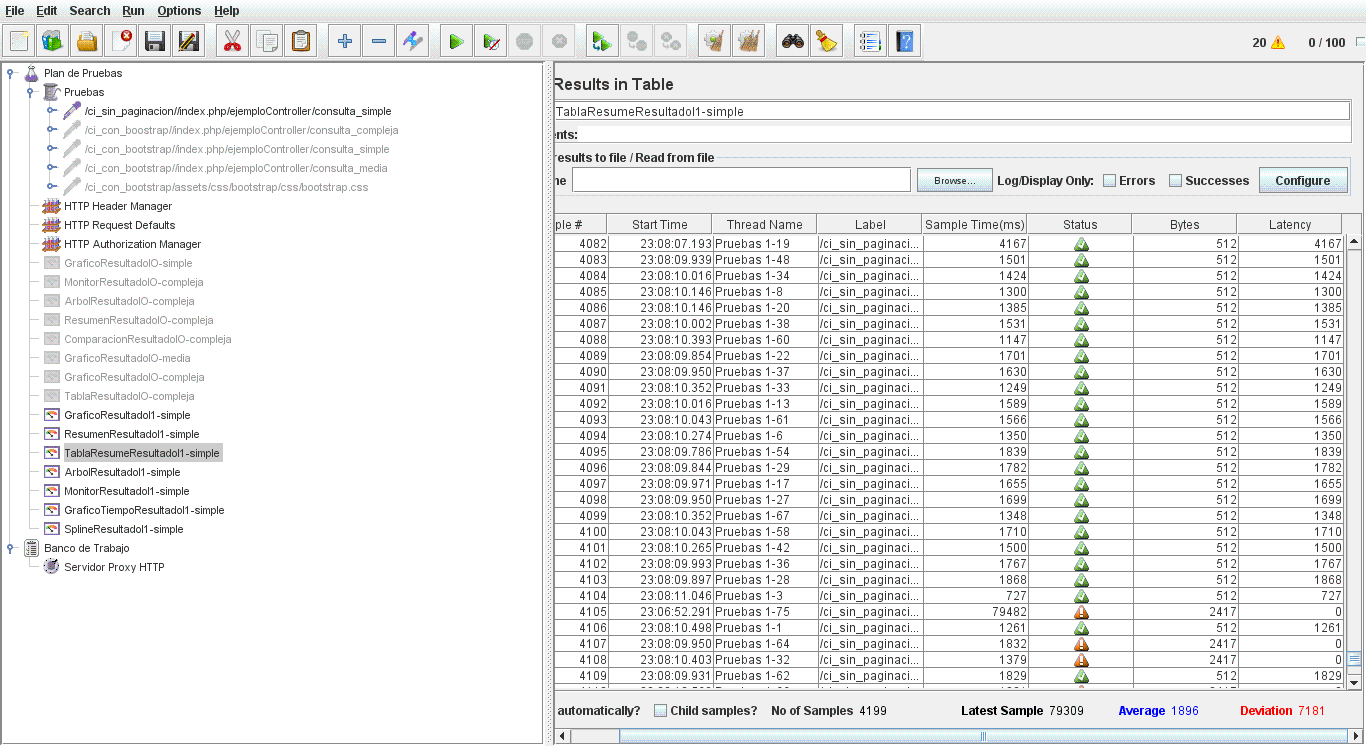 File Edit Search Run Options Help
20 0 / 100
Plan de Pruebas
Pruebas
/ci_sin_paginacion//index.php/ejemploController/consulta_simple
/ci_con_boostrap//index.php/ejemploController/consulta_compleja
/ci_con_bootstrap//index.php/ejemploController/consulta_simple
/ci_con_bootstrap//index.php/ejemploController/consulta_media
/ci_con_bootstrap/assets/css/bootstrap/css/bootstrap.css
HTTP Header Manager
HTTP Request Defaults
HTTP Authorization Manager
GraficoResultadoIO-simple
MonitorResultadoIO-compleja
ArbolResultadoIO-compleja
ResumenResultadoIO-compleja
ComparacionResultadoIO-compleja
GraficoResultadoIO-media
GraficoResultadoIO-compleja
TablaResultadoIO-compleja
GraficoResultadoI1-simple
ResumenResultadoI1-simple
TablaResumeResultadoI1-simple
ArbolResultadoI1-simple
MonitorResultadoI1-simple
GraficoTiempoResultadoI1-simple
SplineResultadoI1-simple
Banco de Trabajo
Servidor Proxy HTTP
Results in Table
TablaResumeResultadoI1-simple
ents:
results to file / Read from file
ne Browse... Log/Display Only: Errors Successes Configure
ple # Start Time Thread Name Label Sample Time(ms) Status Bytes Latency
4082 23:08:07.193 Pruebas 1-19 /ci_sin_paginaci... 4167 512 4167
4083 23:08:09.939 Pruebas 1-48 /ci_sin_paginaci... 1501 512 1501
4084 23:08:10.016 Pruebas 1-34 /ci_sin_paginaci... 1424 512 1424
4085 23:08:10.146 Pruebas 1-8 /ci_sin_paginaci... 1300 512 1300
4086 23:08:10.146 Pruebas 1-20 /ci_sin_paginaci... 1385 512 1385
4087 23:08:10.002 Pruebas 1-38 /ci_sin_paginaci... 1531 512 1531
4088 23:08:10.393 Pruebas 1-60 /ci_sin_paginaci... 1147 512 1147
4089 23:08:09.854 Pruebas 1-22 /ci_sin_paginaci... 1701 512 1701
4090 23:08:09.950 Pruebas 1-37 /ci_sin_paginaci... 1630 512 1630
4091 23:08:10.352 Pruebas 1-33 /ci_sin_paginaci... 1249 512 1249
4092 23:08:10.016 Pruebas 1-13 /ci_sin_paginaci... 1589 512 1589
4093 23:08:10.043 Pruebas 1-61 /ci_sin_paginaci... 1566 512 1566
4094 23:08:10.274 Pruebas 1-6 /ci_sin_paginaci... 1350 512 1350
4095 23:08:09.786 Pruebas 1-54 /ci_sin_paginaci... 1839 512 1839
4096 23:08:09.844 Pruebas 1-29 /ci_sin_paginaci... 1782 512 1782
4097 23:08:09.971 Pruebas 1-17 /ci_sin_paginaci... 1655 512 1655
4098 23:08:09.950 Pruebas 1-27 /ci_sin_paginaci... 1699 512 1699
4099 23:08:10.352 Pruebas 1-67 /ci_sin_paginaci... 1348 512 1348
4100 23:08:10.043 Pruebas 1-58 /ci_sin_paginaci... 1710 512 1710
4101 23:08:10.265 Pruebas 1-42 /ci_sin_paginaci... 1500 512 1500
4102 23:08:09.993 Pruebas 1-36 /ci_sin_paginaci... 1767 512 1767
4103 23:08:09.897 Pruebas 1-28 /ci_sin_paginaci... 1868 512 1868
4104 23:08:11.046 Pruebas 1-3 /ci_sin_paginaci... 727 512 727
4105 23:06:52.291 Pruebas 1-75 /ci_sin_paginaci... 79482 2417 0
4106 23:08:10.498 Pruebas 1-1 /ci_sin_paginaci... 1261 512 1261
4107 23:08:09.950 Pruebas 1-64 /ci_sin_paginaci... 1832 2417 0
4108 23:08:10.403 Pruebas 1-32 /ci_sin_paginaci... 1379 2417 0
4109 23:08:09.931 Pruebas 1-62 /ci_sin_paginaci... 1829 512 1829
automatically? Child samples? No of Samples 4199 Latest Sample 79309 Average 1896 Deviation 7181